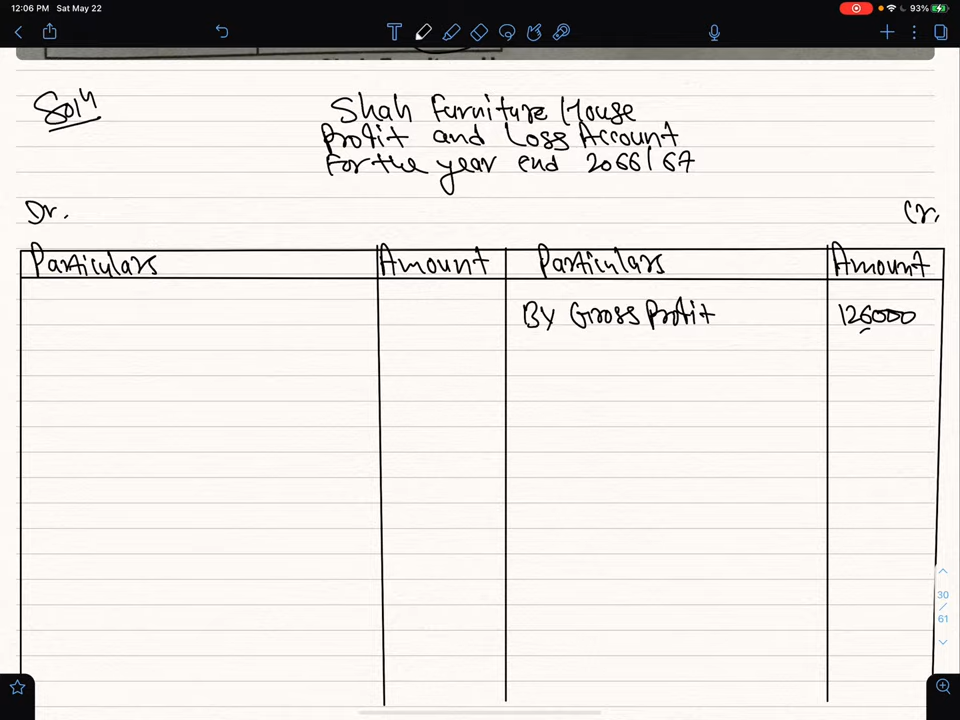 12:06 PM Sat May 22
93%
Soln
Shah Furniture House
Profit and Loss Account
For the year end 2066/67
Dr. Cr.
Particulars Amount Particulars Amount
By Gross Profit 126000
30
/
61